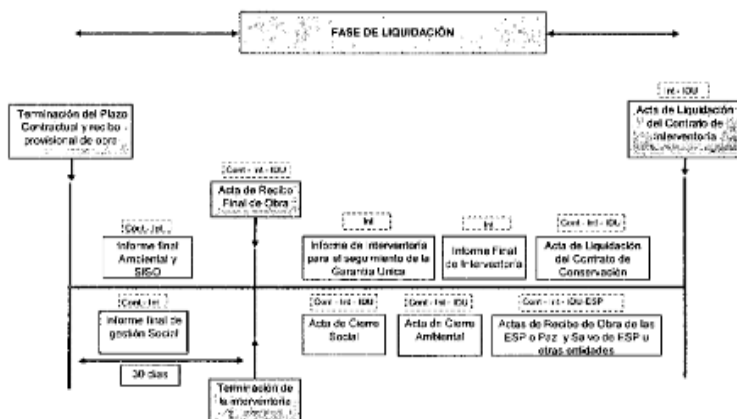 FASE DE LIQUIDACIÓN
Int - IDU
Terminación del Plazo
Contractual y recibo
provisional de obra
Acta de Liquidación
del Contrato de
Interventoría
Cont - Int - IDU
Acta de Recibo
Final de Obra
Cont - Int
Informe final
Ambiental y
SISO
Int
Informe de Interventoría
para el seguimiento de la
Garantía Unica
Int
Informe Final
de Interventoría
Cont - Int - IDU
Acta de Liquidación
del Contrato de
Conservación
Cont - Int
Informe final de
gestión Social
Cont - Int - IDU
Acta de Cierre
Social
Cont - Int - IDU
Acta de Cierre
Ambiental
Cont - Int - IDU-ESP
Actas de Recibo de Obra de las
ESP o Paz y Salvo de ESP u
otras entidades
30 días
Terminación de
la interventoría